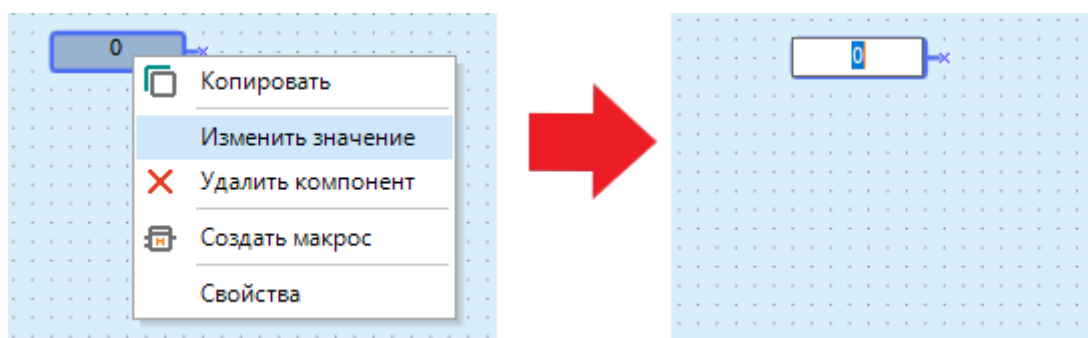 0
Копировать
Изменить значение
Удалить компонент
Создать макрос
Свойства
0